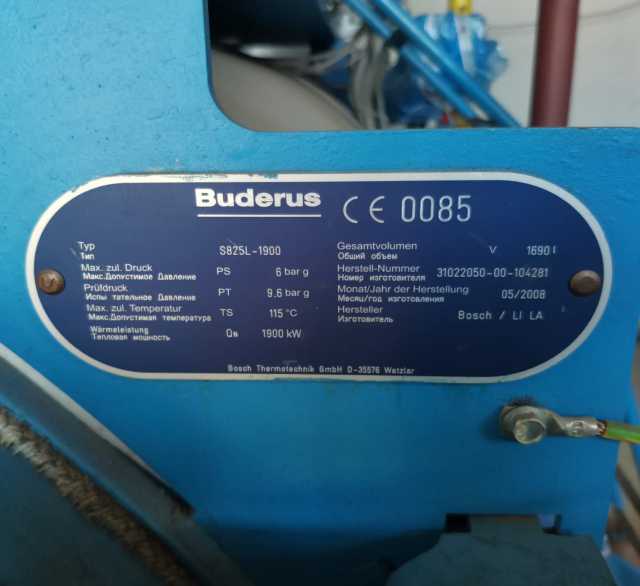 Buderus CE 0085
Typ S825L-1900
Тип
Max. zul. Druck PS 6 bar g
Макс.Допустимое Давление
Prüfdruck PT 9.6 bar g
Испы тательное Давление
Max. zul. Temperatur TS 115 °C
Макс.Допустимая температура
Wärmeleistung QN 1900 kW
Тепловая мощность
Gesamtvolumen V 1690 l
Общий объем
Herstell-Nummer 31022050-00-104281
Номер изготовителя
Monat/Jahr der Herstellung 05/2008
Месяц/год изготовления
Hersteller Bosch / LI LA
Изготовитель
Bosch Thermotechnik GmbH D-35576 Wetzlar